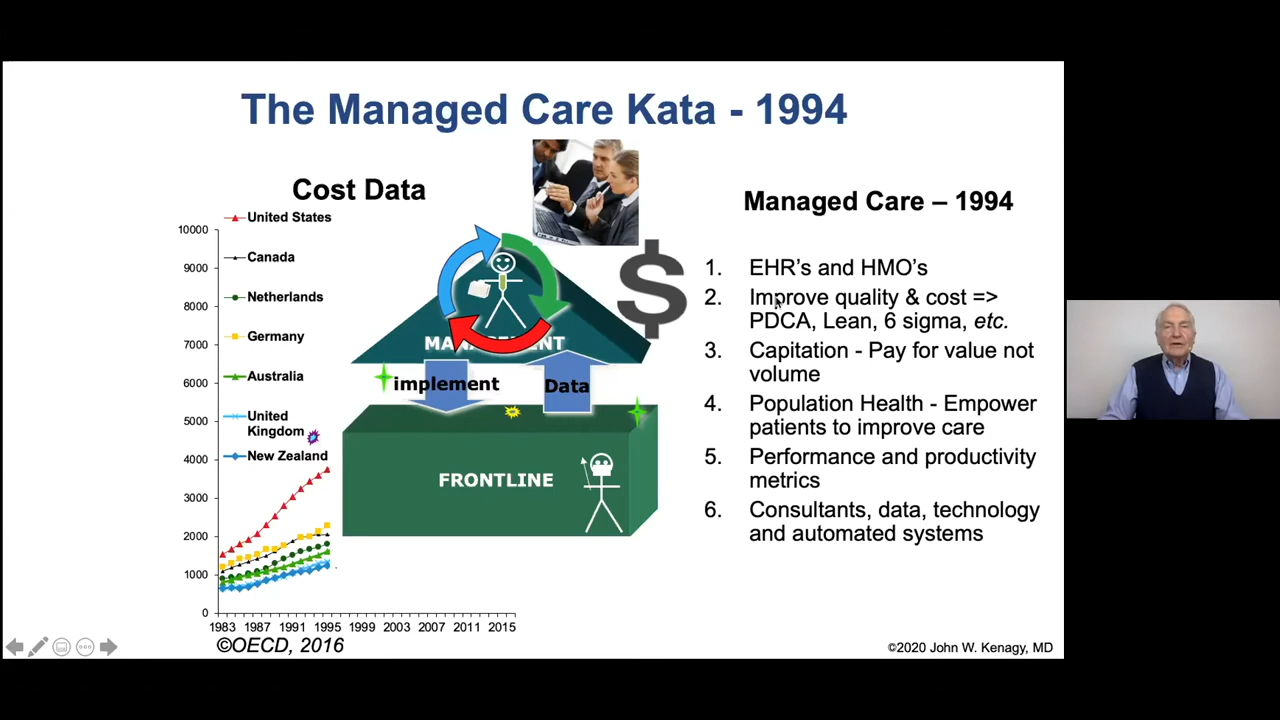 The Managed Care Kata - 1994
Cost Data
United States
Canada
Netherlands
Germany
Australia
United
Kingdom
New Zealand
10000
9000
8000
7000
6000
5000
4000
3000
2000
1000
0
1983 1987 1991 1995 1999 2003 2007 2011 2015
©OECD, 2016
MANAGEMENT
implement
Data
FRONTLINE
$
Managed Care – 1994
1. EHR's and HMO's
2. Improve quality & cost =>
PDCA, Lean, 6 sigma, etc.
3. Capitation - Pay for value not
volume
4. Population Health - Empower
patients to improve care
5. Performance and productivity
metrics
6. Consultants, data, technology
and automated systems
©2020 John W. Kenagy, MD